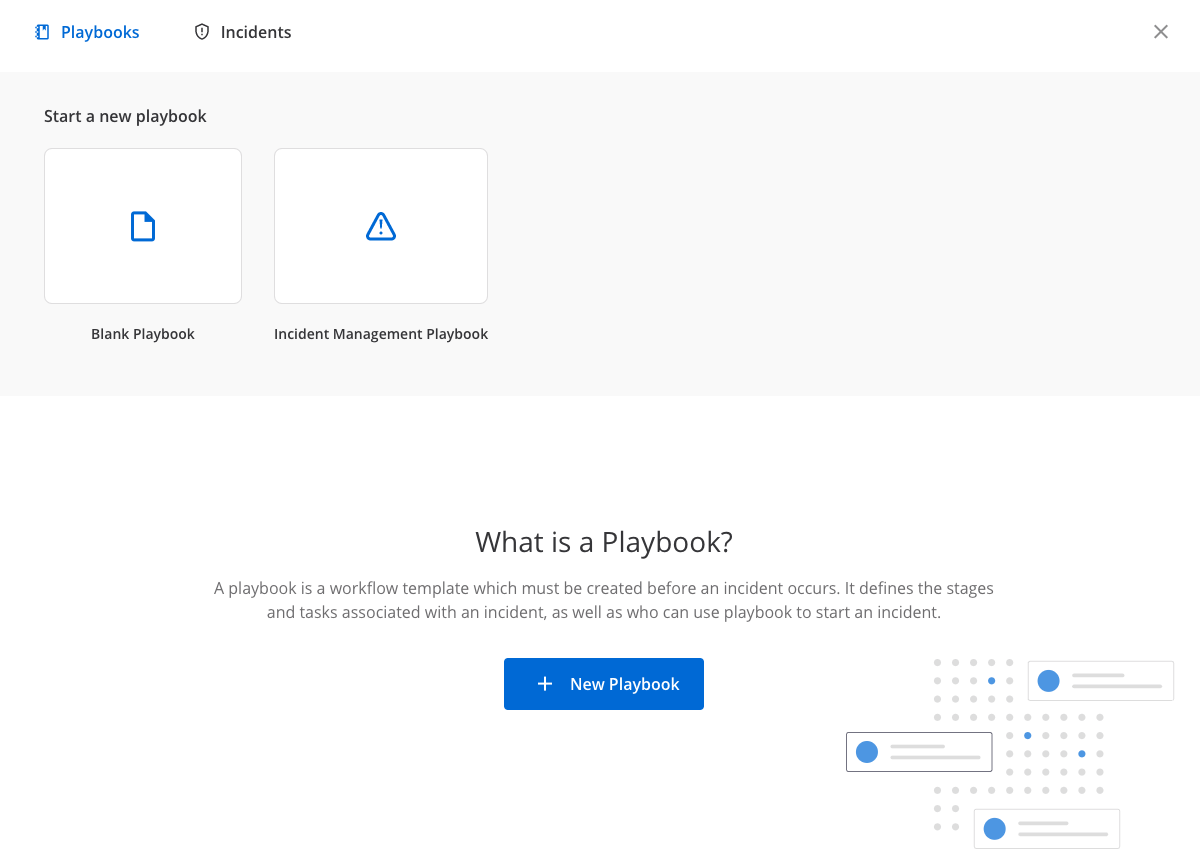 Playbooks
Incidents
Start a new playbook
Blank Playbook
Incident Management Playbook
What is a Playbook?
A playbook is a workflow template which must be created before an incident occurs. It defines the stages
and tasks associated with an incident, as well as who can use playbook to start an incident.
New Playbook